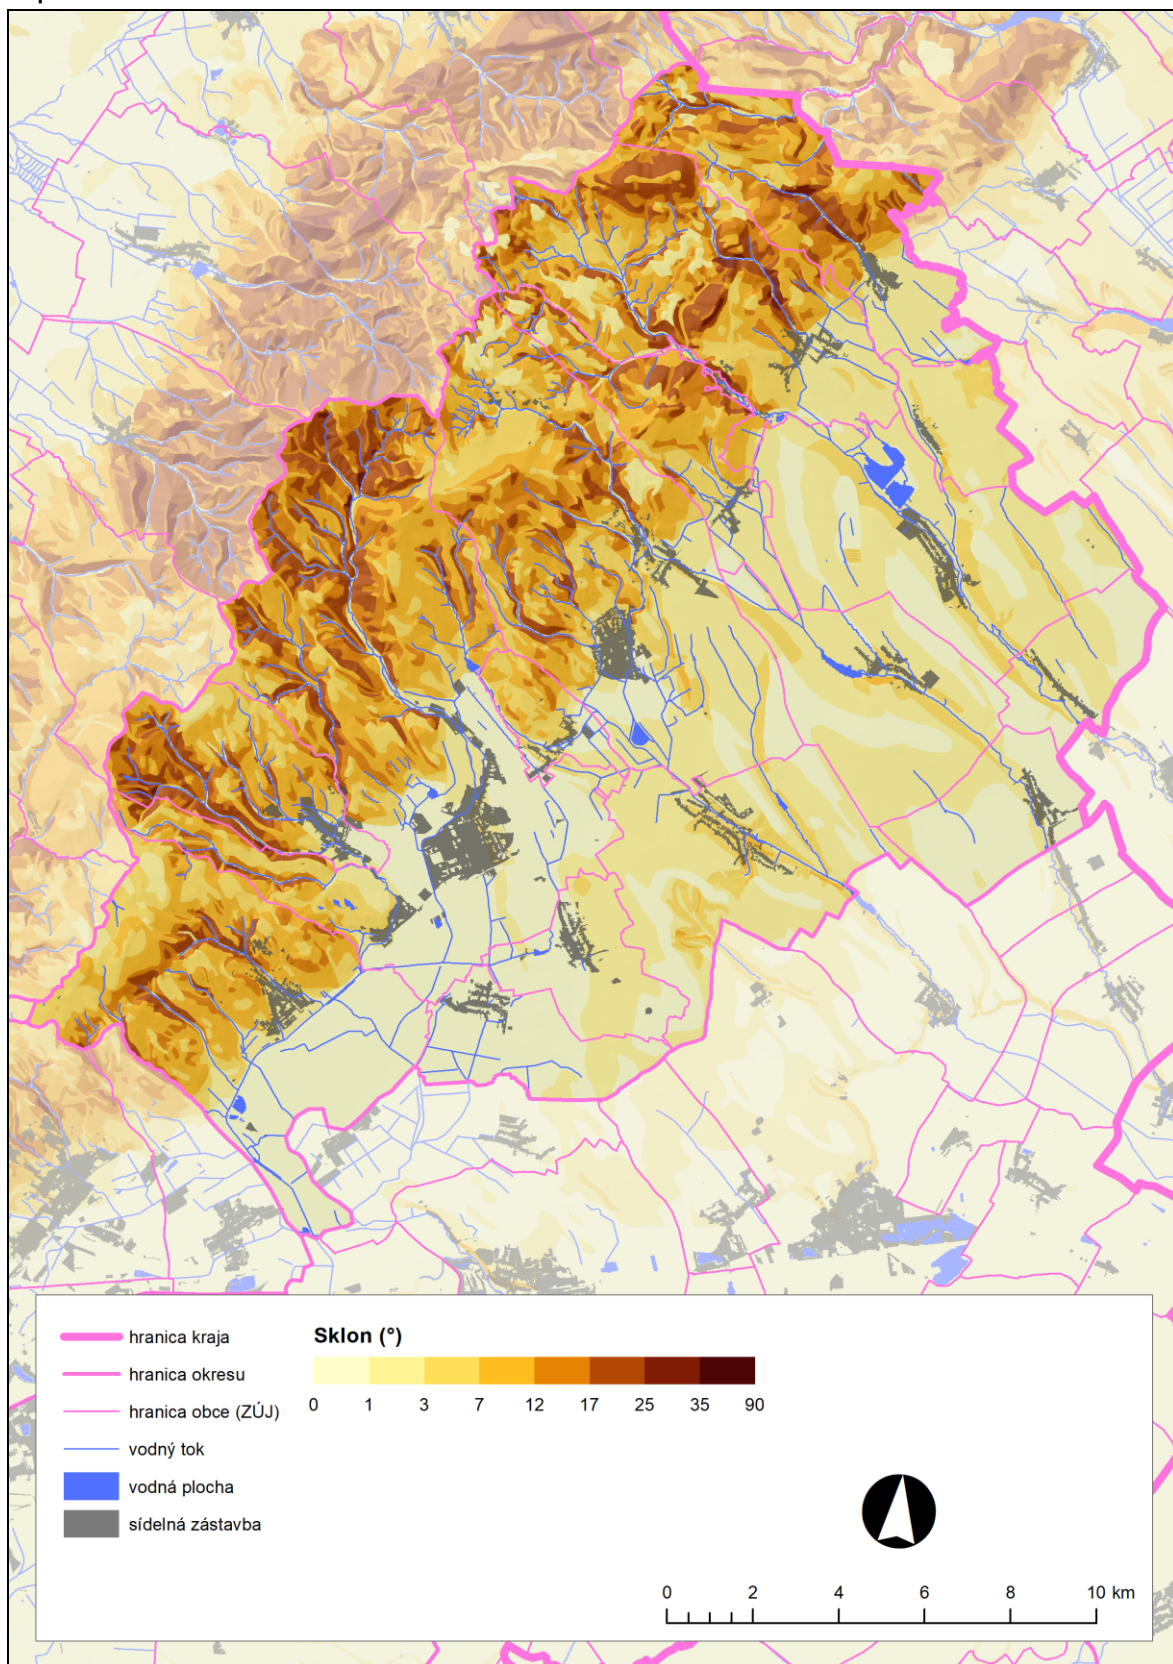 hranica kraja
hranica okresu
hranica obce (ZÚJ)
vodný tok
vodná plocha
sídelná zástavba
Sklon (°)
0 1 3 7 12 17 25 35 90
0 2 4 6 8 10 km